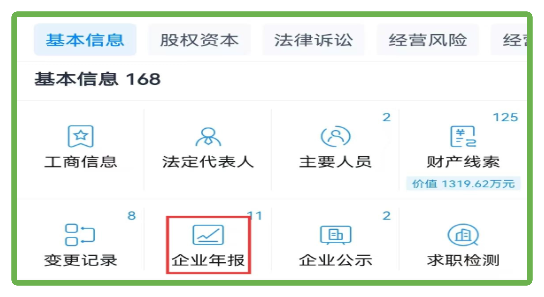 基本信息 股权资本 法律诉讼 经营风险 经营
基本信息 168
2 125
工商信息 法定代表人 主要人员 财产线索
价值 1319.62万元
8 11 2
变更记录 企业年报 企业公示 求职检测